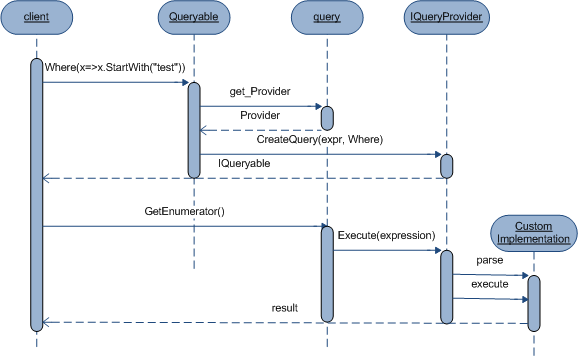 client
Queryable
query
IQueryProvider
Where(x=>x.StartWith("test"))
get_Provider
Provider
CreateQuery(expr, Where)
IQueryable
GetEnumerator()
Execute(expression)
Custom
Implementation
parse
execute
result